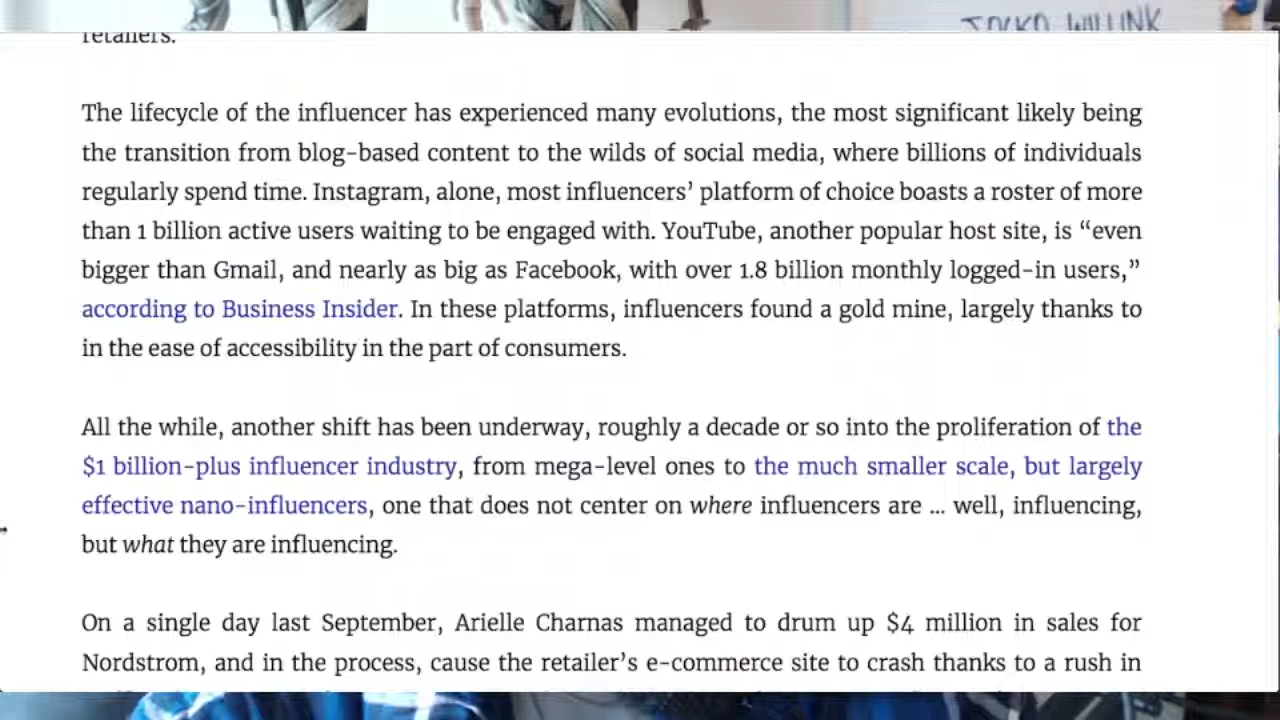 JOCKO WILLINK
retailers.
The lifecycle of the influencer has experienced many evolutions, the most significant likely being
the transition from blog-based content to the wilds of social media, where billions of individuals
regularly spend time. Instagram, alone, most influencers’ platform of choice boasts a roster of more
than 1 billion active users waiting to be engaged with. YouTube, another popular host site, is “even
bigger than Gmail, and nearly as big as Facebook, with over 1.8 billion monthly logged-in users,”
according to Business Insider. In these platforms, influencers found a gold mine, largely thanks to
in the ease of accessibility in the part of consumers.
All the while, another shift has been underway, roughly a decade or so into the proliferation of the
$1 billion-plus influencer industry, from mega-level ones to the much smaller scale, but largely
effective nano-influencers, one that does not center on where influencers are … well, influencing,
but what they are influencing.
On a single day last September, Arielle Charnas managed to drum up $4 million in sales for
Nordstrom, and in the process, cause the retailer’s e-commerce site to crash thanks to a rush in